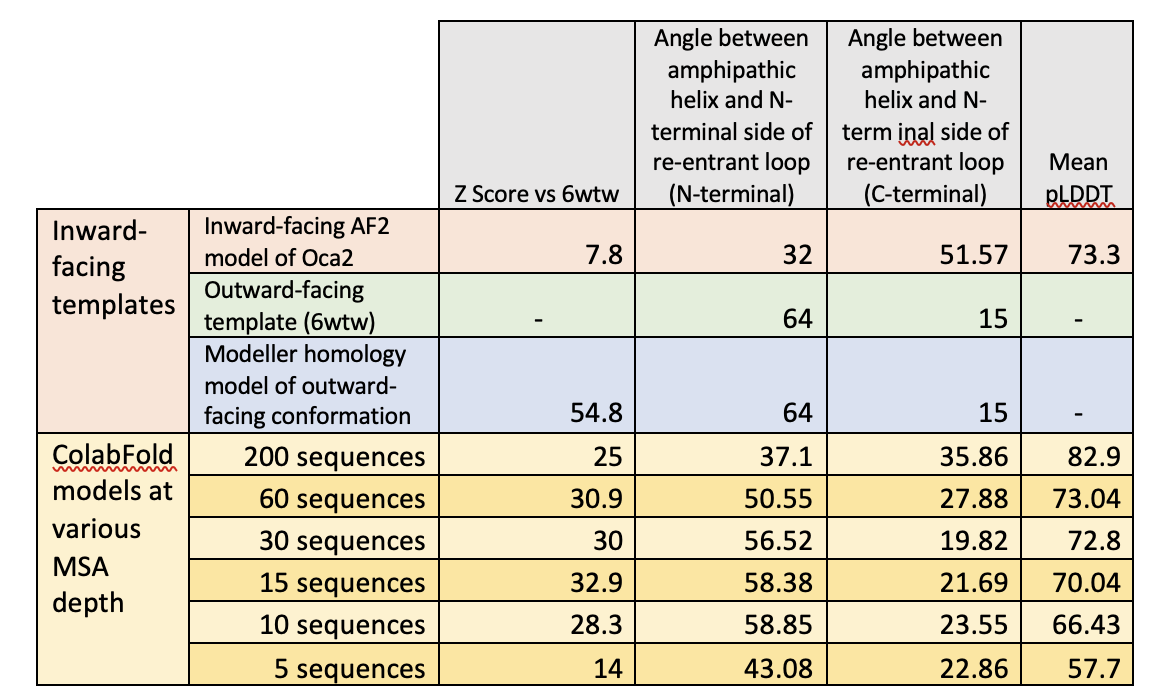 Z Score vs 6wtw
Angle between
amphipathic
helix and N-
terminal side of
re-entrant loop
(N-terminal)
Angle between
amphipathic
helix and N-
term inal side of
re-entrant loop
(C-terminal)
Mean
pLDDT
Inward-
facing
templates
Inward-facing AF2
model of Oca2
7.8
32
51.57
73.3
Outward-facing
template (6wtw)
-
64
15
-
Modeller homology
model of outward-
facing conformation
54.8
64
15
-
ColabFold
models at
various
MSA
depth
200 sequences
25
37.1
35.86
82.9
60 sequences
30.9
50.55
27.88
73.04
30 sequences
30
56.52
19.82
72.8
15 sequences
32.9
58.38
21.69
70.04
10 sequences
28.3
58.85
23.55
66.43
5 sequences
14
43.08
22.86
57.7